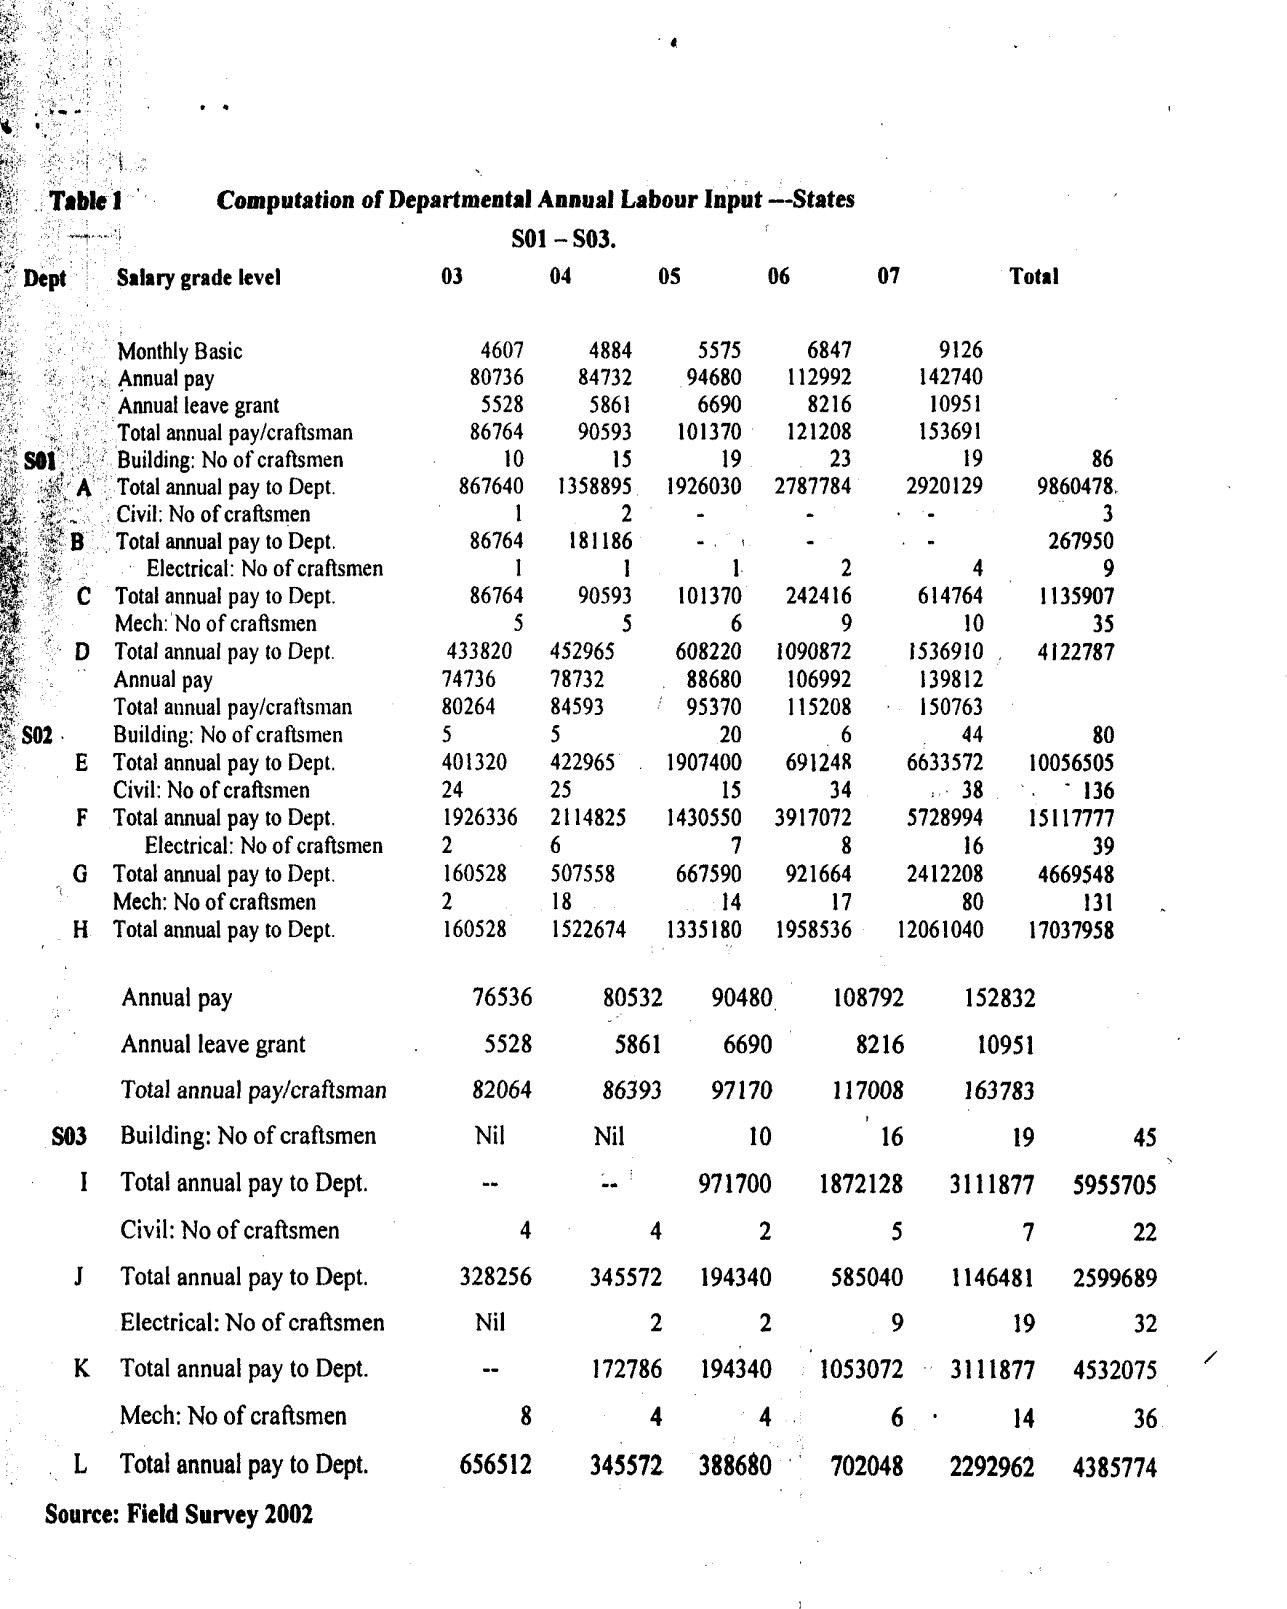 Table 1 Computation of Departmental Annual Labour Input ---States
S01 – S03.
Dept Salary grade level 03 04 05 06 07 Total
Monthly Basic 4607 4884 5575 6847 9126
Annual pay 80736 84732 94680 112992 142740
Annual leave grant 5528 5861 6690 8216 10951
Total annual pay/craftsman 86764 90593 101370 121208 153691
S01 Building: No of craftsmen 10 15 19 23 19 86
A Total annual pay to Dept. 867640 1358895 1926030 2787784 2920129 9860478
Civil: No of craftsmen 1 2 - - - 3
B Total annual pay to Dept. 86764 181186 - - - 267950
Electrical: No of craftsmen 1 1 1 2 4 9
C Total annual pay to Dept. 86764 90593 101370 242416 614764 1135907
Mech: No of craftsmen 5 5 6 9 10 35
D Total annual pay to Dept. 433820 452965 608220 1090872 1536910 4122787
Annual pay 74736 78732 88680 106992 139812
Total annual pay/craftsman 80264 84593 95370 115208 150763
S02 Building: No of craftsmen 5 5 20 6 44 80
E Total annual pay to Dept. 401320 422965 1907400 691248 6633572 10056505
Civil: No of craftsmen 24 25 15 34 38 136
F Total annual pay to Dept. 1926336 2114825 1430550 3917072 5728994 15117777
Electrical: No of craftsmen 2 6 7 8 16 39
G Total annual pay to Dept. 160528 507558 667590 921664 2412208 4669548
Mech: No of craftsmen 2 18 14 17 80 131
H Total annual pay to Dept. 160528 1522674 1335180 1958536 12061040 17037958
Annual pay 76536 80532 90480 108792 152832
Annual leave grant 5528 5861 6690 8216 10951
Total annual pay/craftsman 82064 86393 97170 117008 163783
S03 Building: No of craftsmen Nil Nil 10 16 19 45
I Total annual pay to Dept. -- -- 971700 1872128 3111877 5955705
Civil: No of craftsmen 4 4 2 5 7 22
J Total annual pay to Dept. 328256 345572 194340 585040 1146481 2599689
Electrical: No of craftsmen Nil 2 2 9 19 32
K Total annual pay to Dept. -- 172786 194340 1053072 3111877 4532075
Mech: No of craftsmen 8 4 4 6 14 36
L Total annual pay to Dept. 656512 345572 388680 702048 2292962 4385774
Source: Field Survey 2002